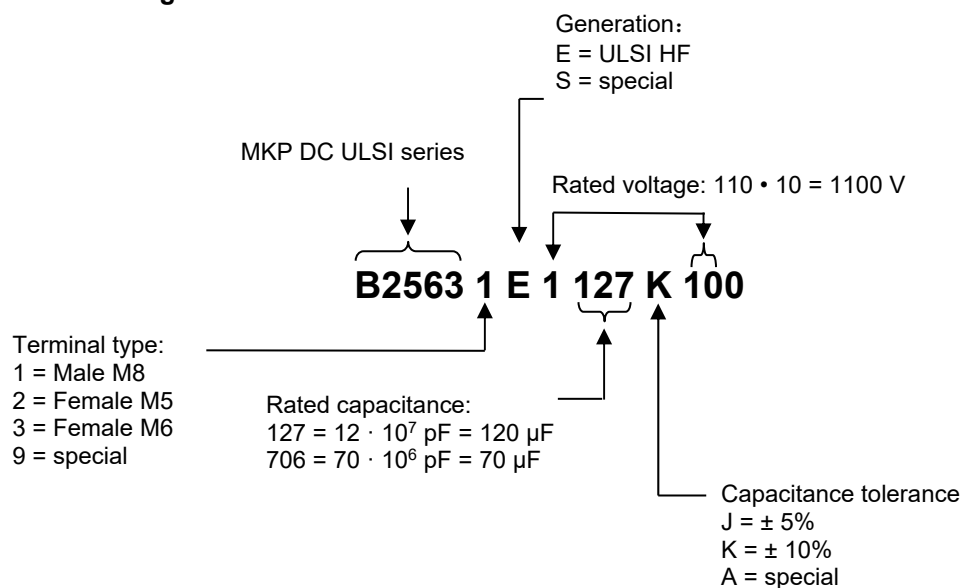 Generation：
E = ULSI HF
S = special
MKP DC ULSI series
Rated voltage: 110 • 10 = 1100 V
B2563 1 E 1 127 K 100
Terminal type:
1 = Male M8
2 = Female M5
3 = Female M6
9 = special
Rated capacitance:
127 = 12 · 10⁷ pF = 120 µF
706 = 70 · 10⁶ pF = 70 µF
Capacitance tolerance
J = ± 5%
K = ± 10%
A = special